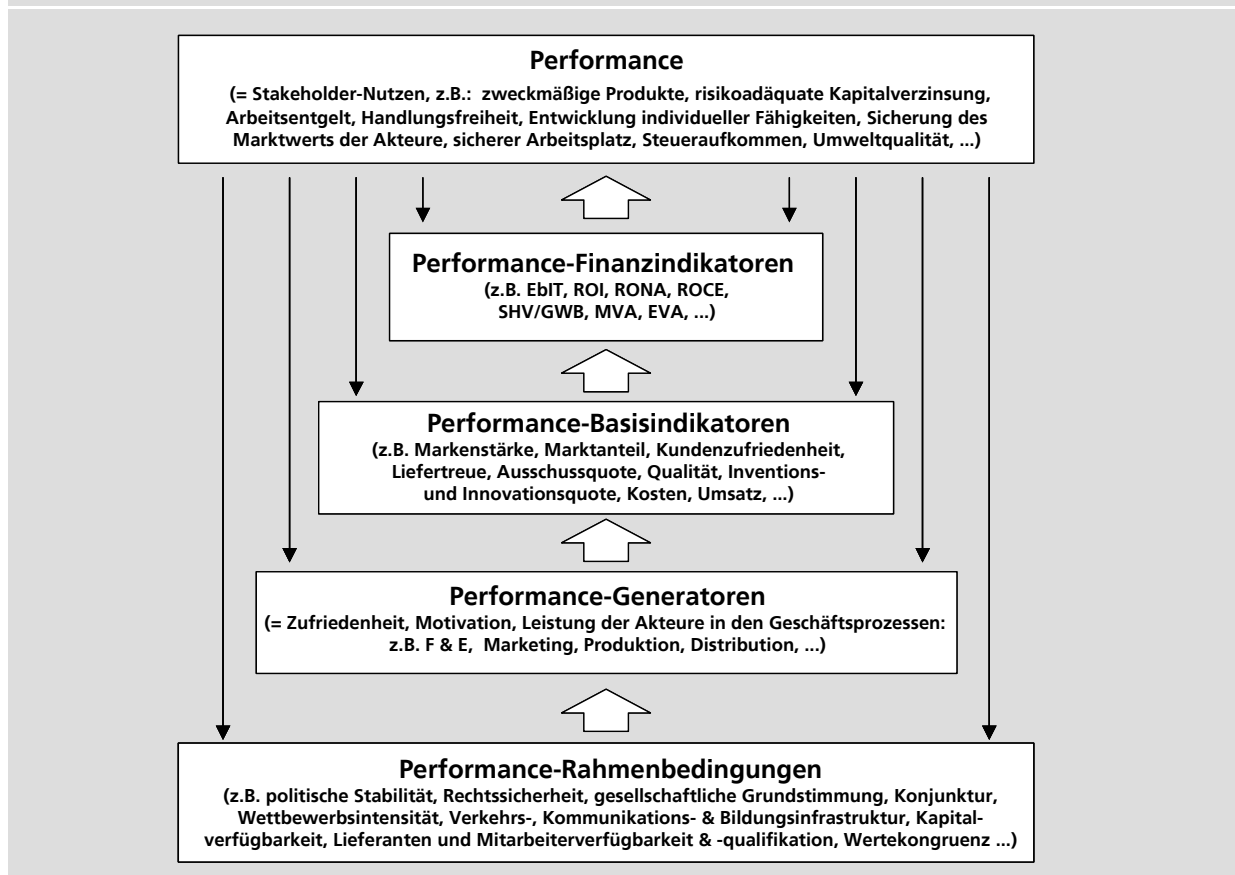 Performance
(= Stakeholder-Nutzen, z.B.: zweckmäßige Produkte, risikoadäquate Kapitalverzinsung,
Arbeitsentgelt, Handlungsfreiheit, Entwicklung individueller Fähigkeiten, Sicherung des
Marktwerts der Akteure, sicherer Arbeitsplatz, Steueraufkommen, Umweltqualität, ...)
Performance-Finanzindikatoren
(z.B. EbIT, ROI, RONA, ROCE,
SHV/GWB, MVA, EVA, ...)
Performance-Basisindikatoren
(z.B. Markenstärke, Marktanteil, Kundenzufriedenheit,
Liefertreue, Ausschussquote, Qualität, Inventions-
und Innovationsquote, Kosten, Umsatz, ...)
Performance-Generatoren
(= Zufriedenheit, Motivation, Leistung der Akteure in den Geschäftsprozessen:
z.B. F & E, Marketing, Produktion, Distribution, ...)
Performance-Rahmenbedingungen
(z.B. politische Stabilität, Rechtssicherheit, gesellschaftliche Grundstimmung, Konjunktur,
Wettbewerbsintensität, Verkehrs-, Kommunikations- & Bildungsinfrastruktur, Kapital-
verfügbarkeit, Lieferanten und Mitarbeiterverfügbarkeit & -qualifikation, Wertekongruenz ...)